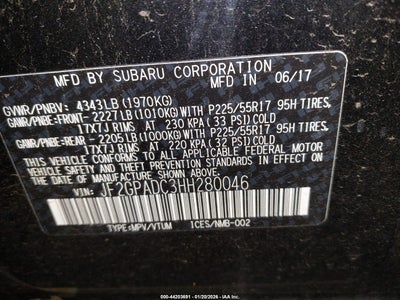 MFD BY SUBARU CORPORATION MFD IN 06/17
GVWR/PNBV: 4343LB (1970KG)
GAWR/PNBE-FRONT- 2227LB (1010KG)WITH P225/55R17 95H TIRES.
17X7J RIMS AT 230 KPA (33 PSI)COLD
GAWR/PNBE-REAR - 2205LB(1000KG)WITH P225/55R17 95H TIRES.
17X7J RIMS AT 220 KPA(32 PSI)COLD
THIS VEHICLE CONFORMS TO ALL APPLICABLE FEDERAL MOTOR
VEHICLE SAFETY BUMPER AND THEFT PREVENTION STANDARDS IN
EFFECT ON THE DATE OF MANUFACTURE SHOWN ABOVE.
VIN: JF2GPADC3HH280046
TYPE:MPV/VTUM ICES/NMB-002
000-44203691 - 01/20/2026 - IAA Inc.